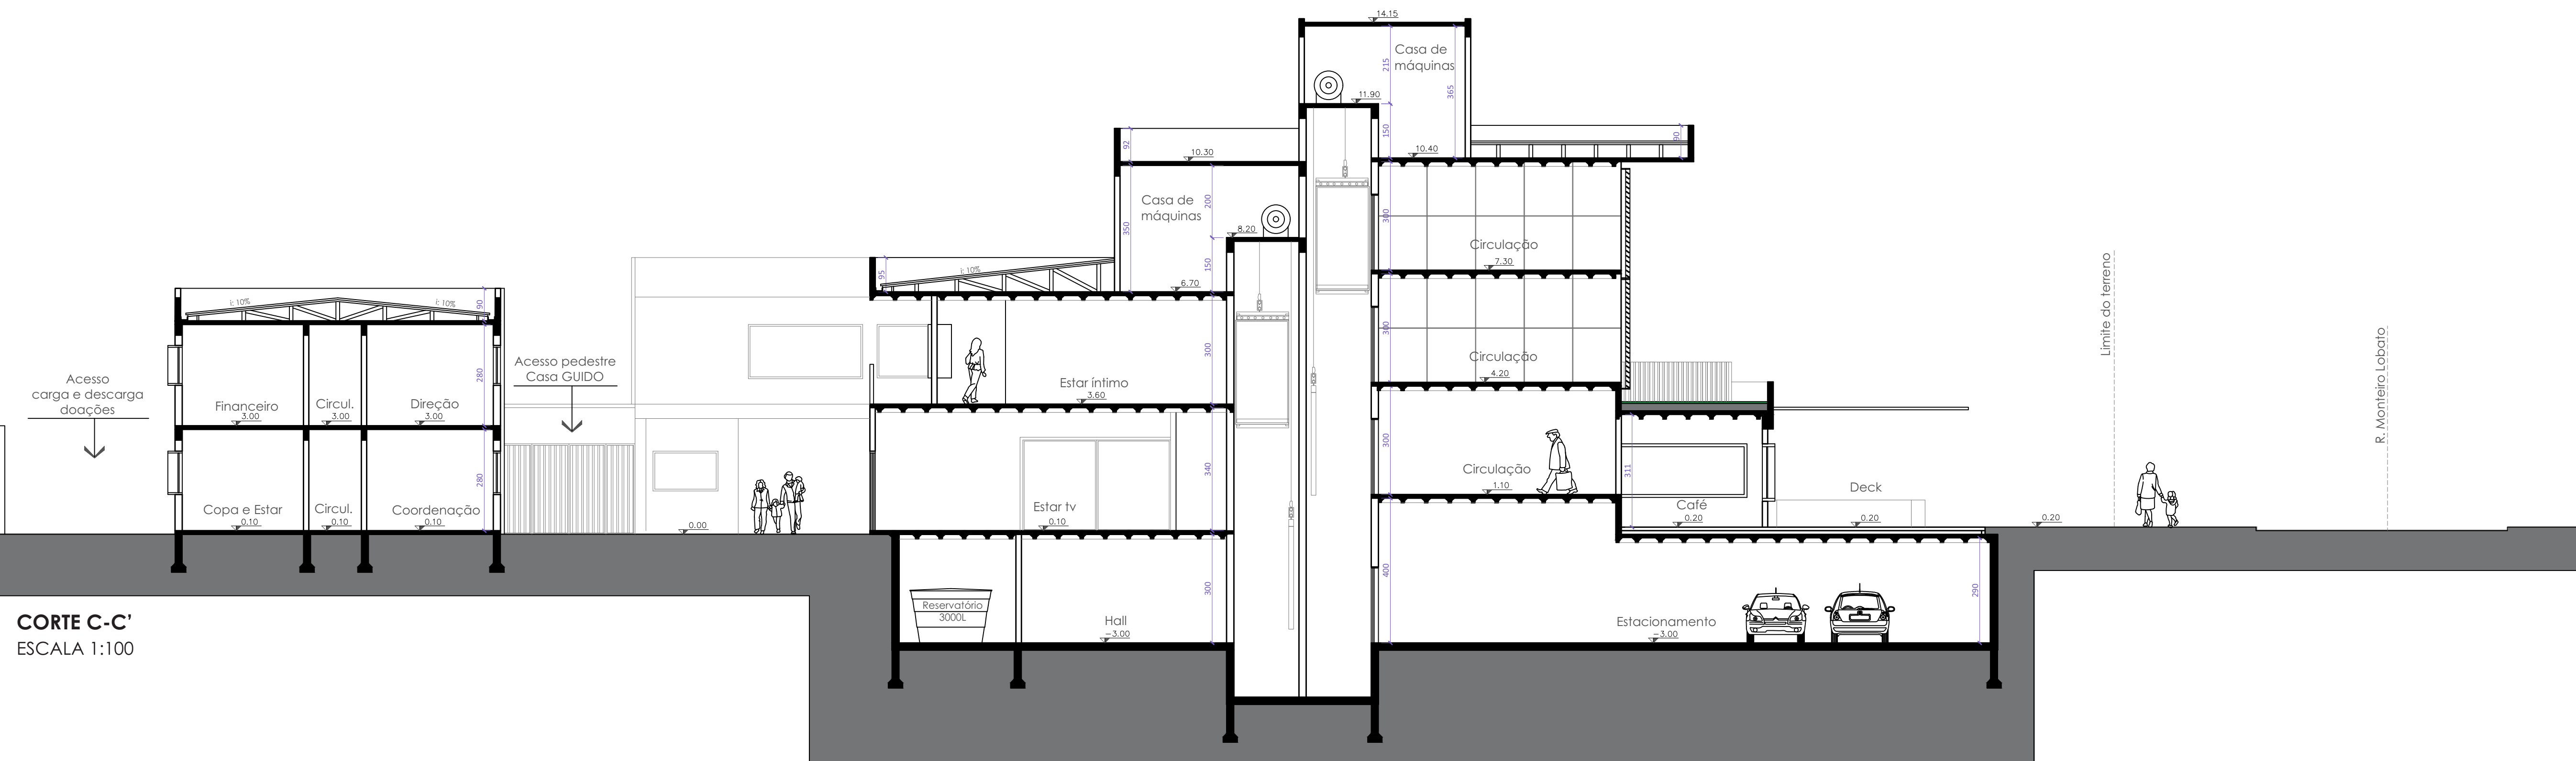 14.15
Casa de
máquinas
215
365
11.90
150
90
10.40
92
10.30
Casa de
máquinas
200
350
8.20
150
6.70
95
i: 10%
300
Circulação
7.30
300
Circulação
4.20
Limite do terreno
R. Monteiro Lobato
i: 10%
i: 10%
90
280
Acesso
carga e descarga
doações
Financeiro
3.00
Circul.
3.00
Direção
3.00
Acesso pedestre
Casa GUIDO
300
Estar íntimo
3.60
280
Copa e Estar
0.10
Circul.
0.10
Coordenação
0.10
0.00
340
Estar tv
0.10
300
Circulação
1.10
311
Café
0.20
Deck
0.20
0.20
Reservatório
3000L
Hall
−3.00
300
400
Estacionamento
−3.00
290
CORTE C-C’
ESCALA 1:100